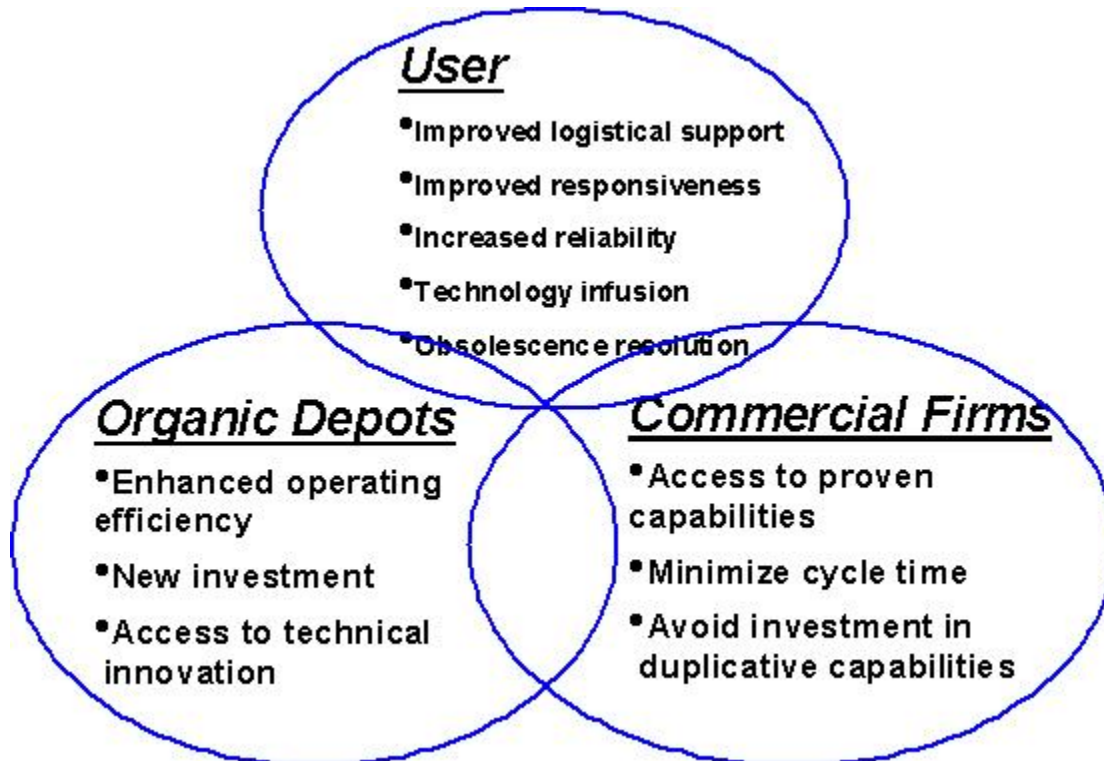 User
•Improved logistical support
•Improved responsiveness
•Increased reliability
•Technology infusion
•Obsolescence resolution
Organic Depots
•Enhanced operating
efficiency
•New investment
•Access to technical
innovation
Commercial Firms
•Access to proven
capabilities
•Minimize cycle time
•Avoid investment in
duplicative capabilities